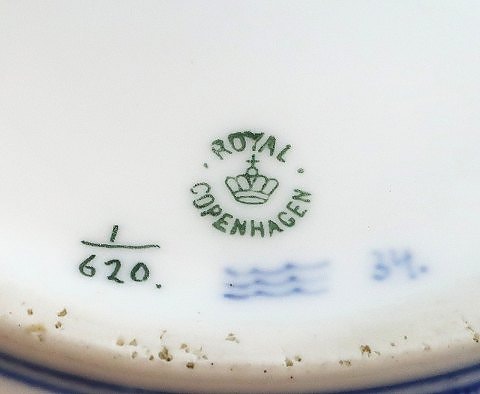 ROYAL
COPENHAGEN
1
620.
34.